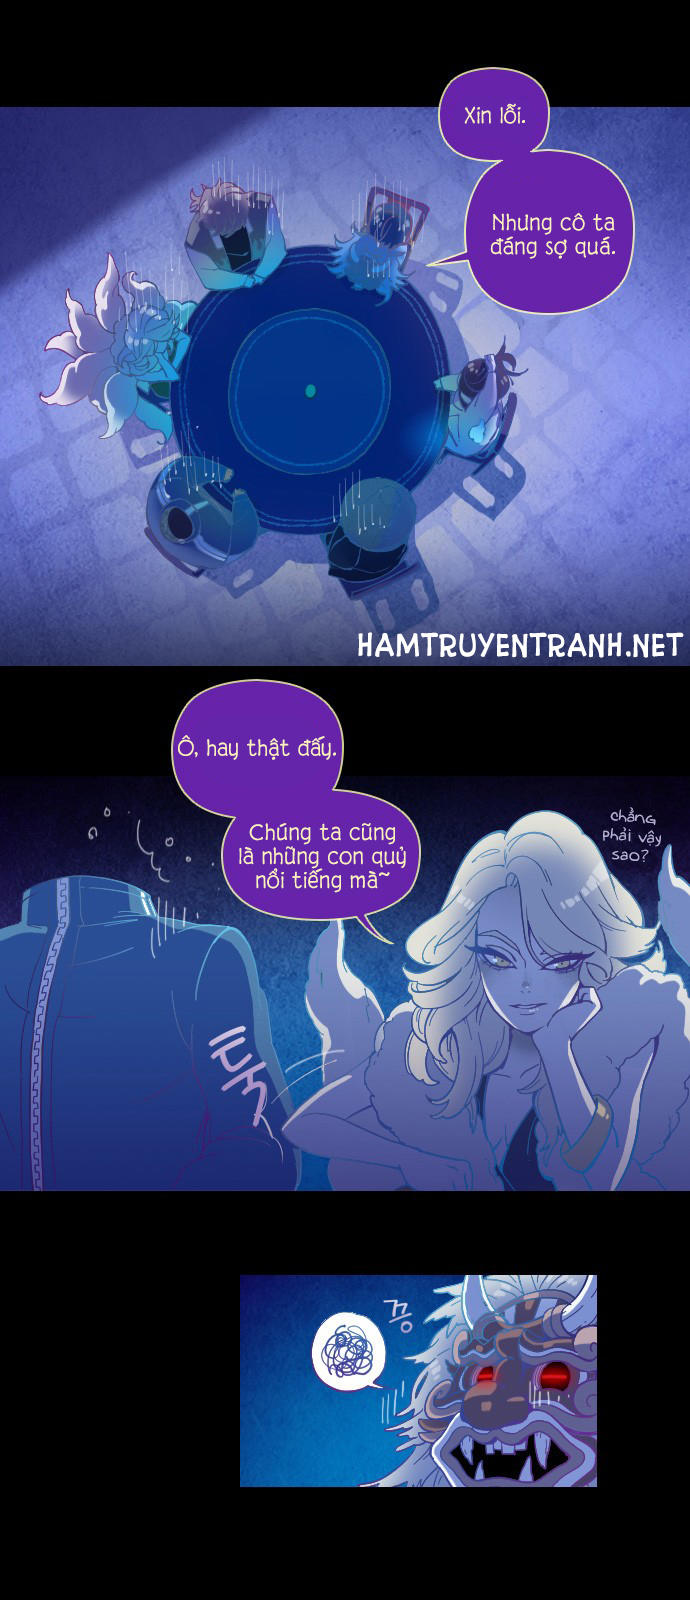 Xin lỗi.
Nhưng cô ta
đáng sợ quá.
HAMTRUYENTRANH.NET
Ô, hay thật đấy.
Chúng ta cũng
là những con quỷ
nổi tiếng mà~
chẳng
phải vậy
sao?
툭
끙